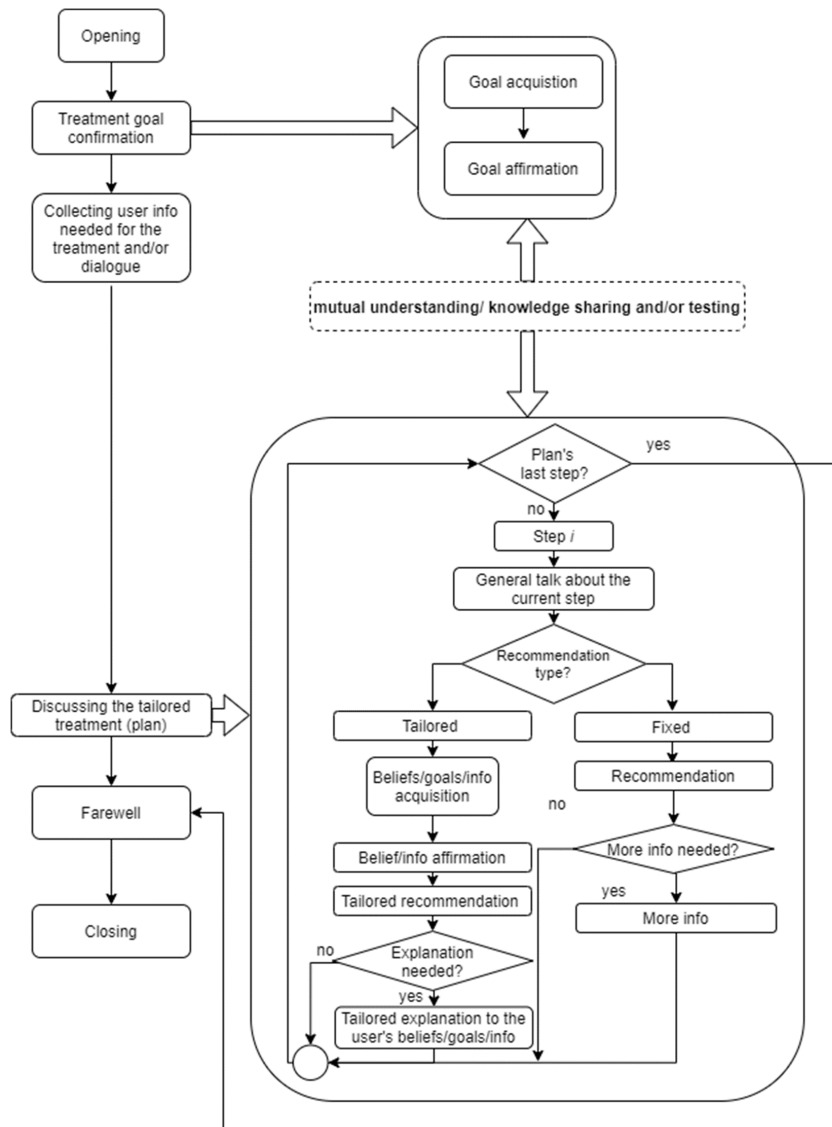 Opening
Treatment goal
confirmation
Collecting user info
needed for the
treatment and/or
dialogue
Goal acquistion
Goal affirmation
mutual understanding/ knowledge sharing and/or testing
Plan's
last step?
yes
no
Step i
General talk about the
current step
Recommendation
type?
Discussing the tailored
treatment (plan)
Farewell
Closing
Tailored
Beliefs/goals/info
acquisition
Belief/info affirmation
Tailored recommendation
Explanation
needed?
no
yes
Tailored explanation to the
user's beliefs/goals/info
Fixed
Recommendation
no
More info needed?
yes
More info